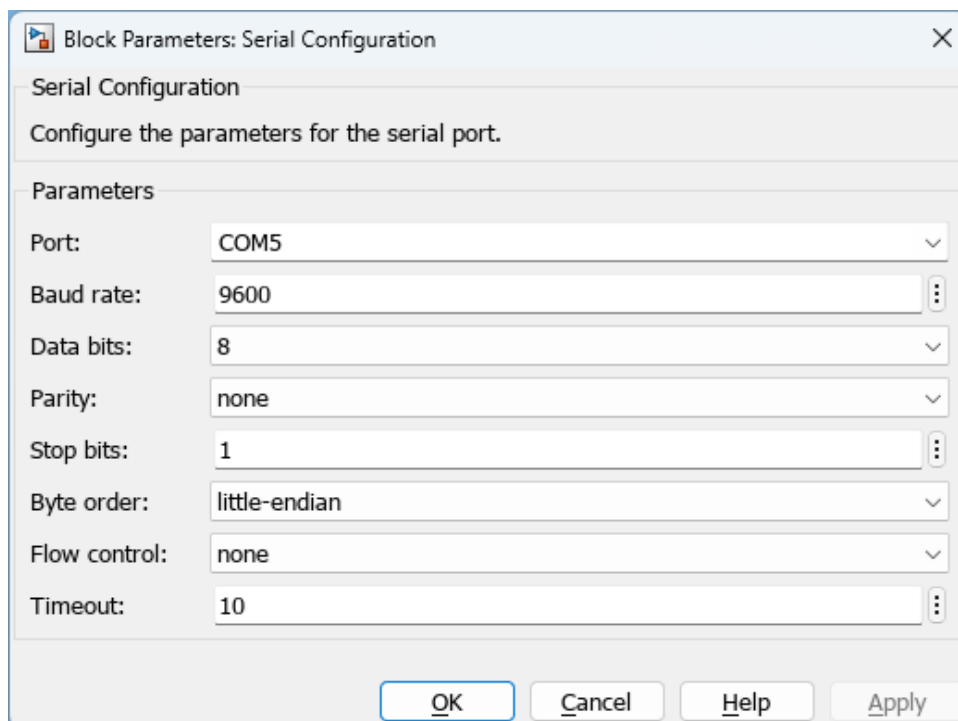 Block Parameters: Serial Configuration
Serial Configuration
Configure the parameters for the serial port.
Parameters
Port: COM5
Baud rate: 9600
Data bits: 8
Parity: none
Stop bits: 1
Byte order: little-endian
Flow control: none
Timeout: 10
OK Cancel Help Apply